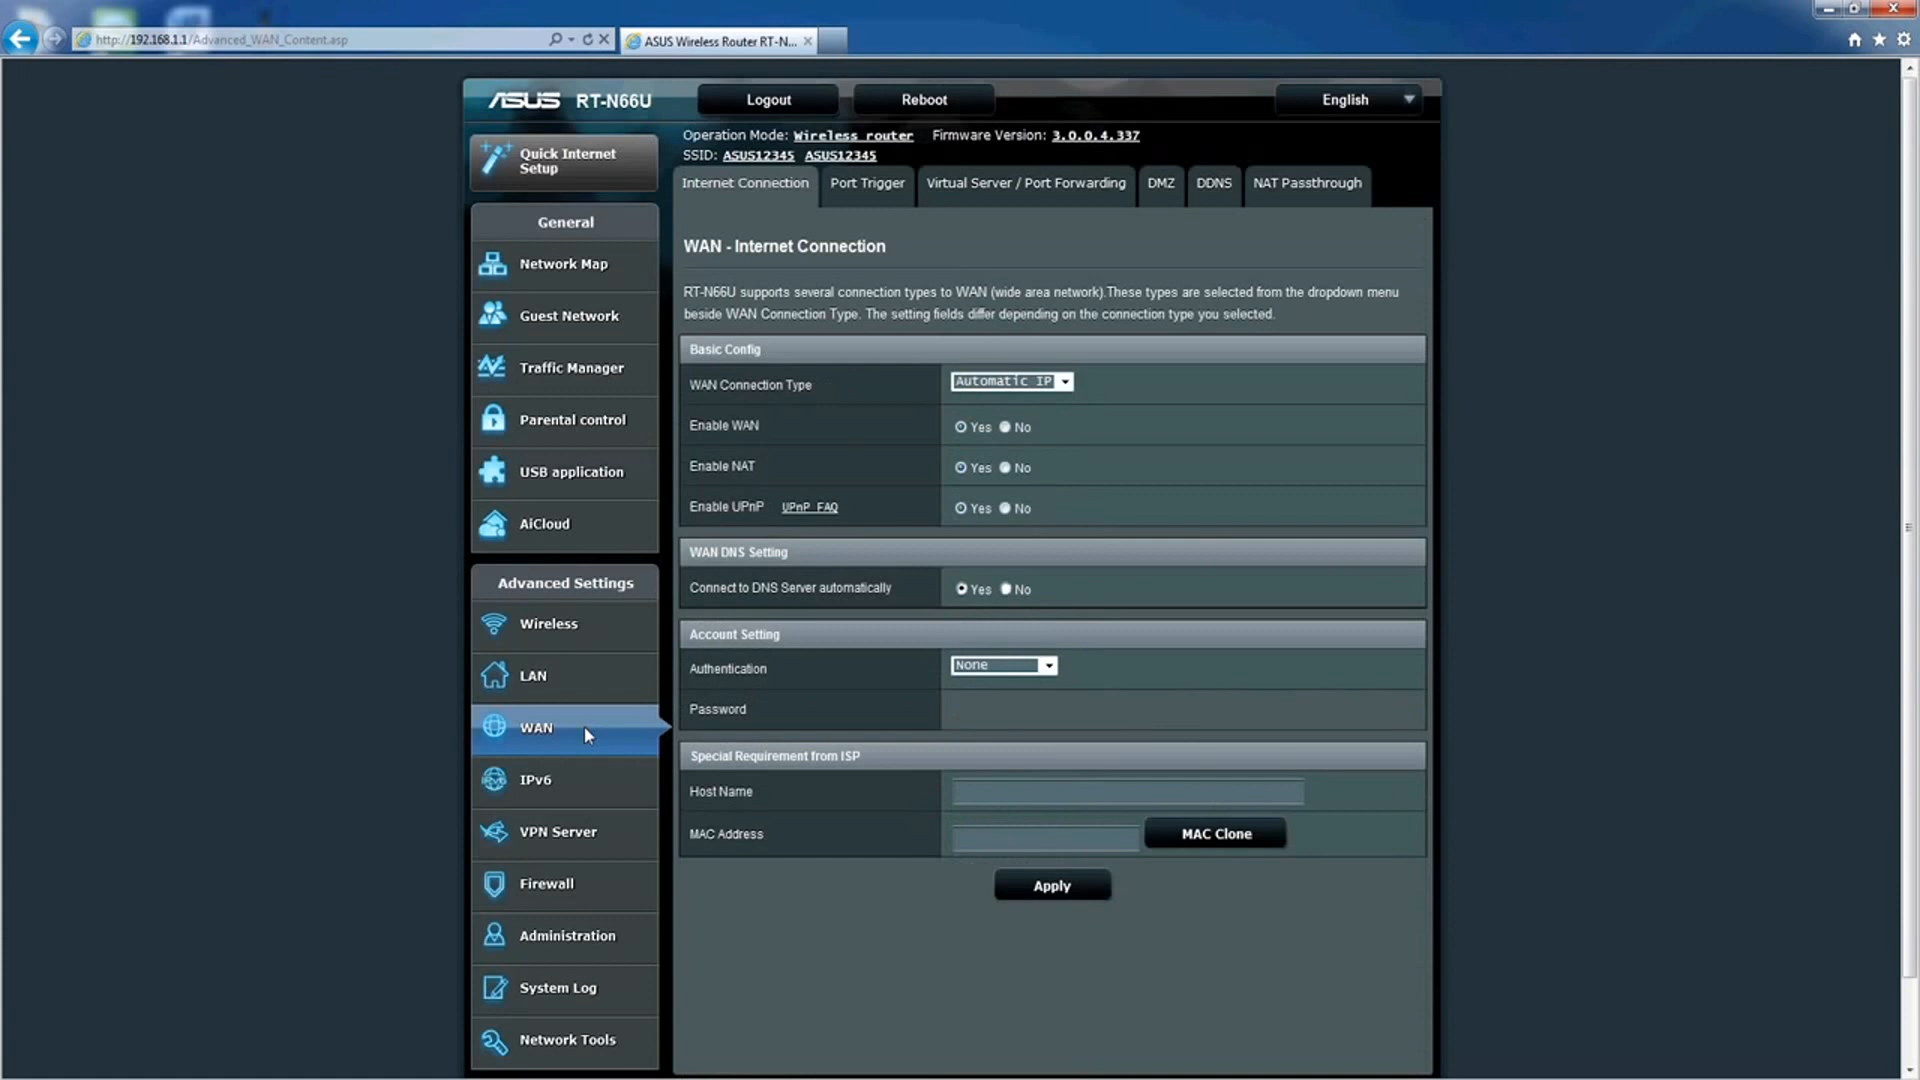 http://192.168.1.1/Advanced_WAN_Content.asp
ASUS Wireless Router RT-N...
ASUS RT-N66U
Logout
Reboot
English
Quick Internet
Setup
Operation Mode: Wireless router Firmware Version: 3.0.0.4.337
SSID: ASUS12345 ASUS12345
Internet Connection
Port Trigger
Virtual Server / Port Forwarding
DMZ
DDNS
NAT Passthrough
General
Network Map
Guest Network
Traffic Manager
Parental control
USB application
AiCloud
Advanced Settings
Wireless
LAN
WAN
IPv6
VPN Server
Firewall
Administration
System Log
Network Tools
WAN - Internet Connection
RT-N66U supports several connection types to WAN (wide area network).These types are selected from the dropdown menu
beside WAN Connection Type. The setting fields differ depending on the connection type you selected.
Basic Config
WAN Connection Type Automatic IP
Enable WAN Yes No
Enable NAT Yes No
Enable UPnP UPnP FAQ Yes No
WAN DNS Setting
Connect to DNS Server automatically Yes No
Account Setting
Authentication None
Password
Special Requirement from ISP
Host Name
MAC Address MAC Clone
Apply